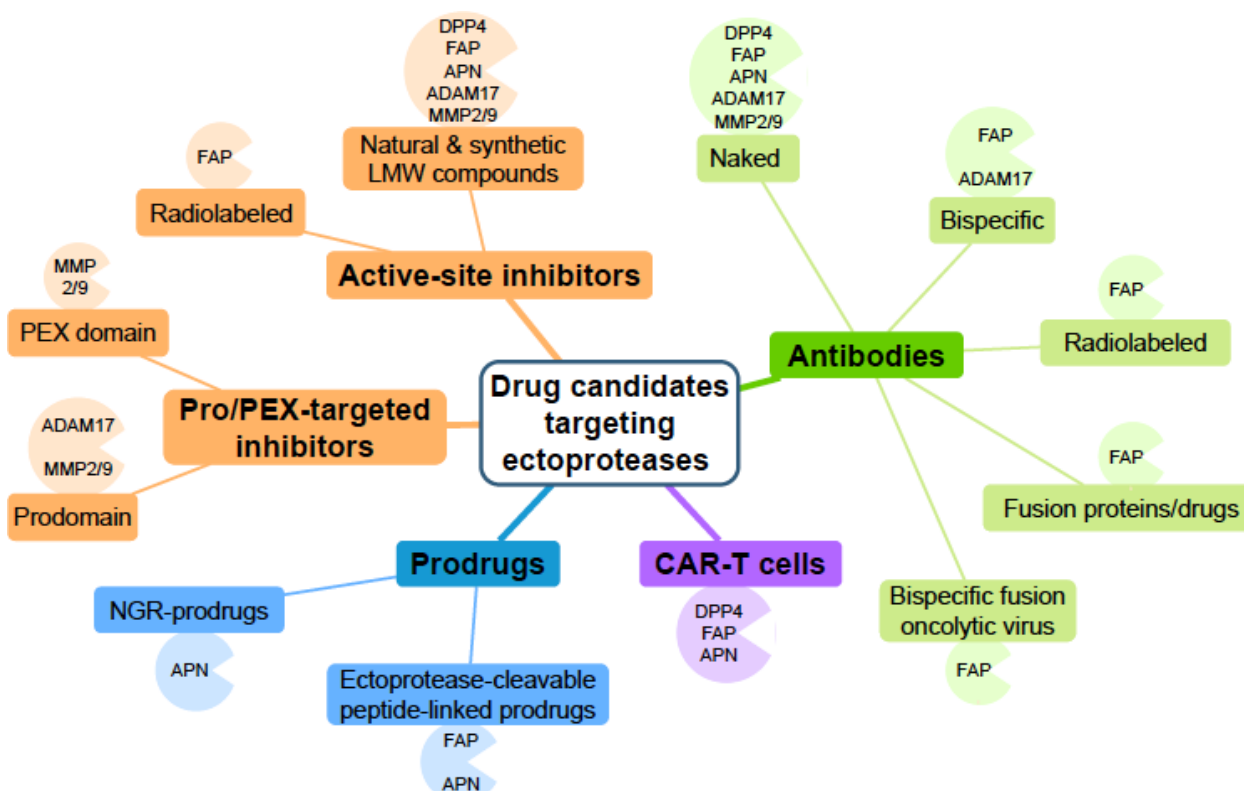 DPP4
FAP
APN
ADAM17
MMP2/9
Natural & synthetic
LMW compounds
FAP
Radiolabeled
Active-site inhibitors
MMP
2/9
PEX domain
Pro/PEX-targeted
inhibitors
ADAM17
MMP2/9
Prodomain
Drug candidates
targeting
ectoproteases
DPP4
FAP
APN
ADAM17
MMP2/9
Naked
FAP
ADAM17
Bispecific
FAP
Radiolabeled
Antibodies
FAP
Fusion proteins/drugs
Bispecific fusion
oncolytic virus
FAP
Prodrugs
NGR-prodrugs
APN
Ectoprotease-cleavable
peptide-linked prodrugs
FAP
APN
CAR-T cells
DPP4
FAP
APN